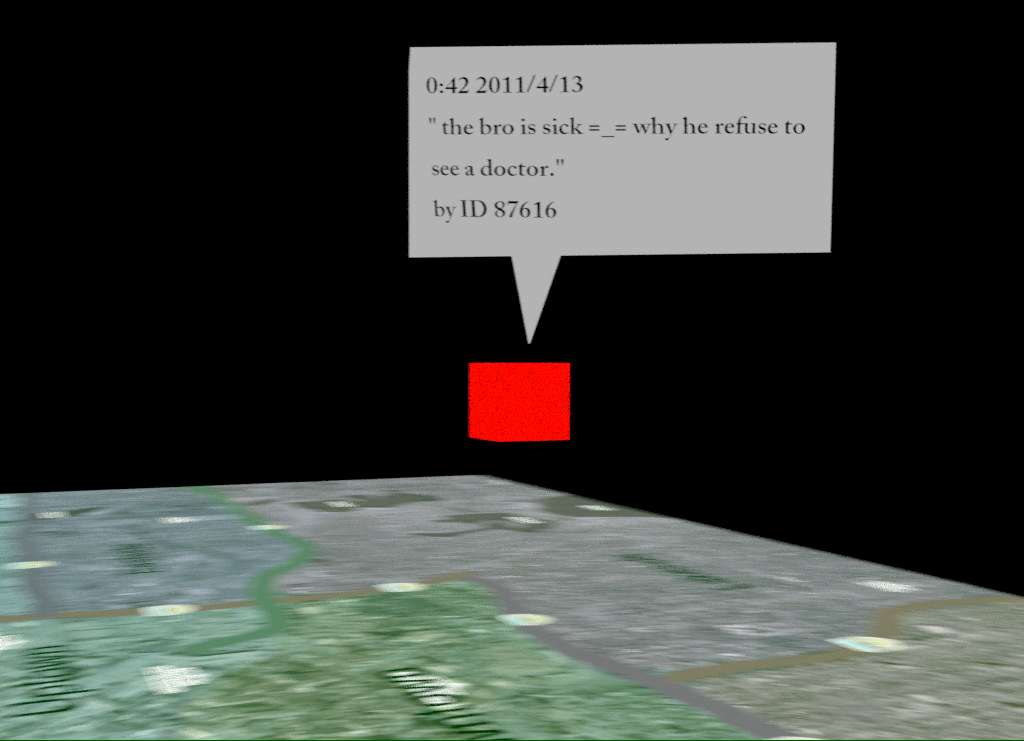 0:42 2011/4/13
" the bro is sick =_= why he refuse to
see a doctor."
by ID 87616